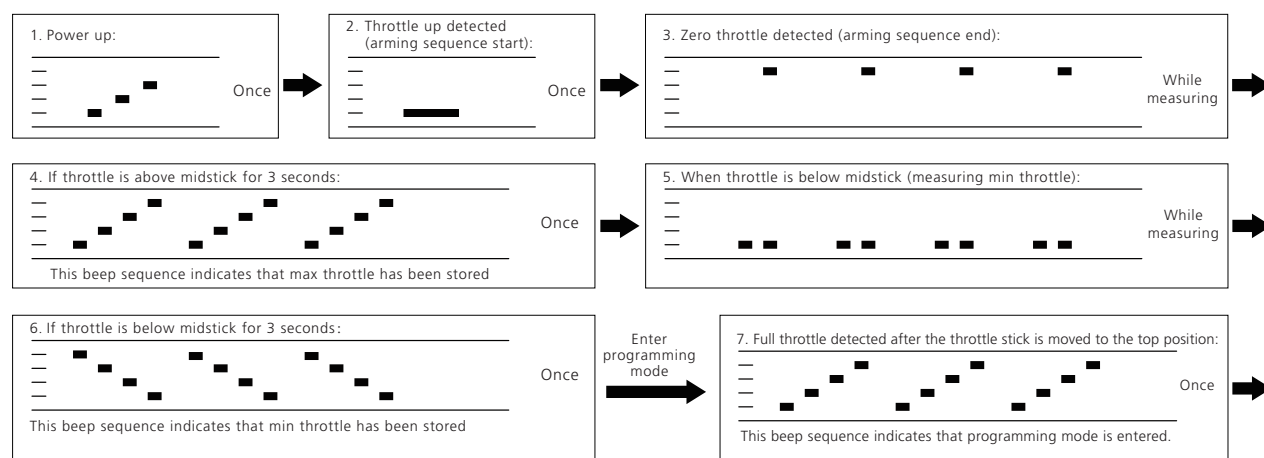 1. Power up:
Once
2. Throttle up detected
(arming sequence start):
Once
3. Zero throttle detected (arming sequence end):
While
measuring
4. If throttle is above midstick for 3 seconds:
Once
This beep sequence indicates that max throttle has been stored
5. When throttle is below midstick (measuring min throttle):
While
measuring
6. If throttle is below midstick for 3 seconds:
Once
This beep sequence indicates that min throttle has been stored
Enter
programming
mode
7. Full throttle detected after the throttle stick is moved to the top position:
Once
This beep sequence indicates that programming mode is entered.